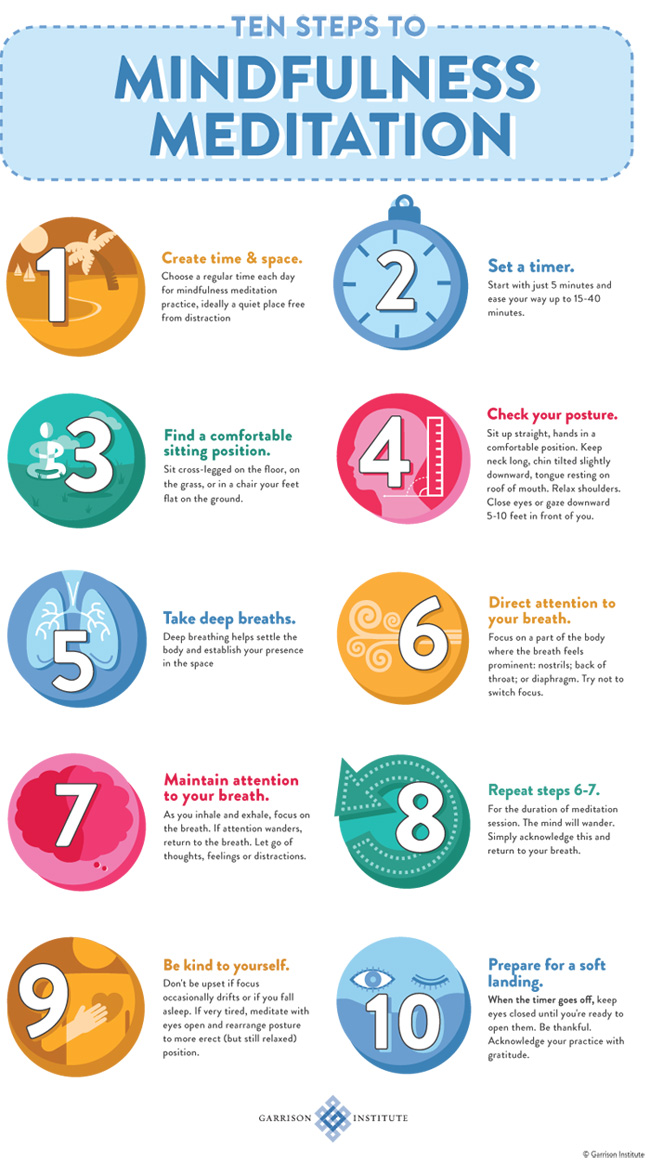 TEN STEPS TO
MINDFULNESS
MEDITATION
1
Create time & space.
Choose a regular time each day
for mindfulness meditation
practice, ideally a quiet place free
from distraction
2
Set a timer.
Start with just 5 minutes and
ease your way up to 15-40
minutes.
3
Find a comfortable
sitting position.
Sit cross-legged on the floor, on
the grass, or in a chair your feet
flat on the ground.
4
Check your posture.
Sit up straight, hands in a
comfortable position. Keep
neck long, chin tilted slightly
downward, tongue resting on
roof of mouth. Relax shoulders.
Close eyes or gaze downward
5-10 feet in front of you.
5
Take deep breaths.
Deep breathing helps settle the
body and establish your presence
in the space
6
Direct attention to
your breath.
Focus on a part of the body
where the breath feels
prominent: nostrils; back of
throat; or diaphragm. Try not to
switch focus.
7
Maintain attention
to your breath.
As you inhale and exhale, focus on
the breath. If attention wanders,
return to the breath. Let go of
thoughts, feelings or distractions.
8
Repeat steps 6-7.
For the duration of meditation
session. The mind will wander.
Simply acknowledge this and
return to your breath.
9
Be kind to yourself.
Don't be upset if focus
occasionally drifts or if you fall
asleep. If very tired, meditate with
eyes open and rearrange posture
to more erect (but still relaxed)
position.
10
Prepare for a soft
landing.
When the timer goes off, keep
eyes closed until you're ready to
open them. Be thankful.
Acknowledge your practice with
gratitude.
GARRISON INSTITUTE
© Garrison Institute